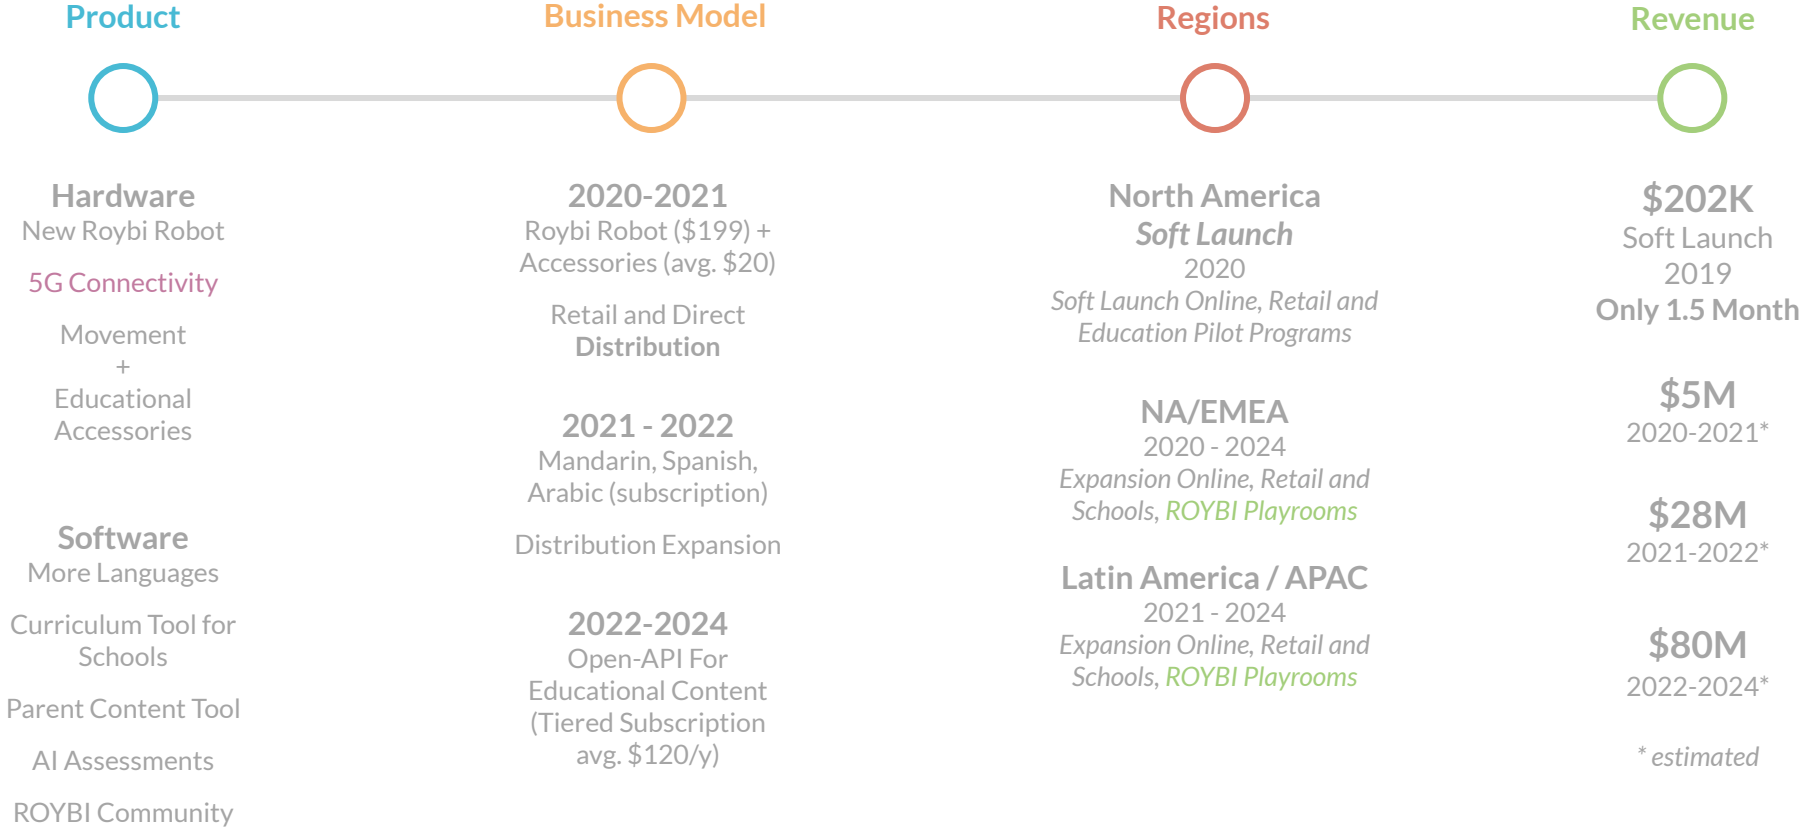 Product
Hardware
New Roybi Robot
5G Connectivity
Movement
+
Educational
Accessories
Software
More Languages
Curriculum Tool for
Schools
Parent Content Tool
AI Assessments
ROYBI Community
Business Model
2020-2021
Roybi Robot ($199) +
Accessories (avg. $20)
Retail and Direct
Distribution
2021 - 2022
Mandarin, Spanish,
Arabic (subscription)
Distribution Expansion
2022-2024
Open-API For
Educational Content
(Tiered Subscription
avg. $120/y)
Regions
North America
Soft Launch
2020
Soft Launch Online, Retail and
Education Pilot Programs
NA/EMEA
2020 - 2024
Expansion Online, Retail and
Schools, ROYBI Playrooms
Latin America / APAC
2021 - 2024
Expansion Online, Retail and
Schools, ROYBI Playrooms
Revenue
$202K
Soft Launch
2019
Only 1.5 Month
$5M
2020-2021*
$28M
2021-2022*
$80M
2022-2024*
* estimated